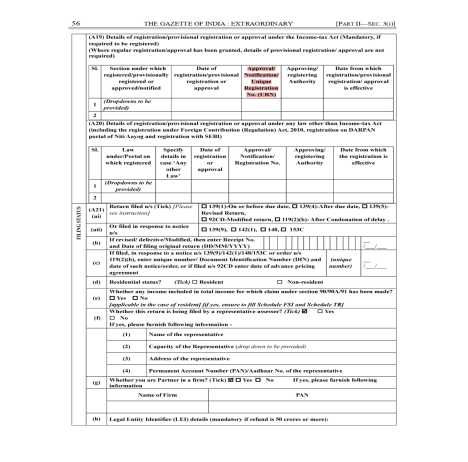 56 THE GAZETTE OF INDIA : EXTRAORDINARY [PART II—SEC. 3(i)]
(A19) Details of registration/provisional registration or approval under the Income-tax Act (Mandatory, if
required to be registered)
(Where regular registration/approval has been granted, details of provisional registration/ approval are not
required)
Sl. Section under which Date of Approval/ Approving/ Date from which
registered/provisionally registration/provisional Notification/ registering registration/provisional
registered or registration or Unique Authority registration/ approval
approved/notified approval Registration is effective
No. (URN)
1 (Dropdowns to be
provided)
2
(A20) Details of registration/provisional registration or approval under any law other than Income-tax Act
(including the registration under Foreign Contribution (Regulation) Act, 2010, registration on DARPAN
portal of Niti Aayog and registration with SEBI)
Sl. Law Specify Date of Approval/ Approving/ Date from which
under/Portal on details in registration Notification/ registering the registration is
which registered case 'Any or Registration No. Authority effective
other approval
Law'
1 (Dropdowns to be
provided)
2
FILING STATUS
(A21) Return filed u/s (Tick) [Please ☐ 139(1)-On or before due date, ☐ 139(4)-After due date, ☐ 139(5)-
(ai) see instruction] Revised Return,
☐ 92CD-Modified return, ☐ 119(2)(b)- After Condonation of delay .
(aii) Or filed in response to notice ☐ 139(9), ☐ 142(1), ☐ 148, ☐ 153C
u/s
(b) If revised/ defective/Modified, then enter Receipt No.
and Date of filing original return (DD/MM/YYYY) __/__/____
(c) If filed, in response to a notice u/s 139(9)/142(1)/148/153C or order u/s
119(2)(b), enter unique number/ Document Identification Number (DIN) and (unique
date of such notice/order, or if filed u/s 92CD enter date of advance pricing number) __/__/____
agreement
(d) Residential status? (Tick) ☐ Resident ☐ Non-resident
(e) Whether any income included in total income for which claim under section 90/90A/91 has been made?
☐ Yes ☐ No
[applicable in the case of resident] [if yes, ensure to fill Schedule FSI and Schedule TR]
(f) Whether this return is being filed by a representative assessee? (Tick) ☑ ☐ Yes
☐ No
If yes, please furnish following information -
(1) Name of the representative
(2) Capacity of the Representative (drop down to be provided)
(3) Address of the representative
(4) Permanent Account Number (PAN)/Aadhaar No. of the representative
(g) Whether you are Partner in a firm? (Tick) ☑ ☐ Yes ☐ No If yes, please furnish following
information
Name of Firm PAN
(h) Legal Entity Identifier (LEI) details (mandatory if refund is 50 crores or more):